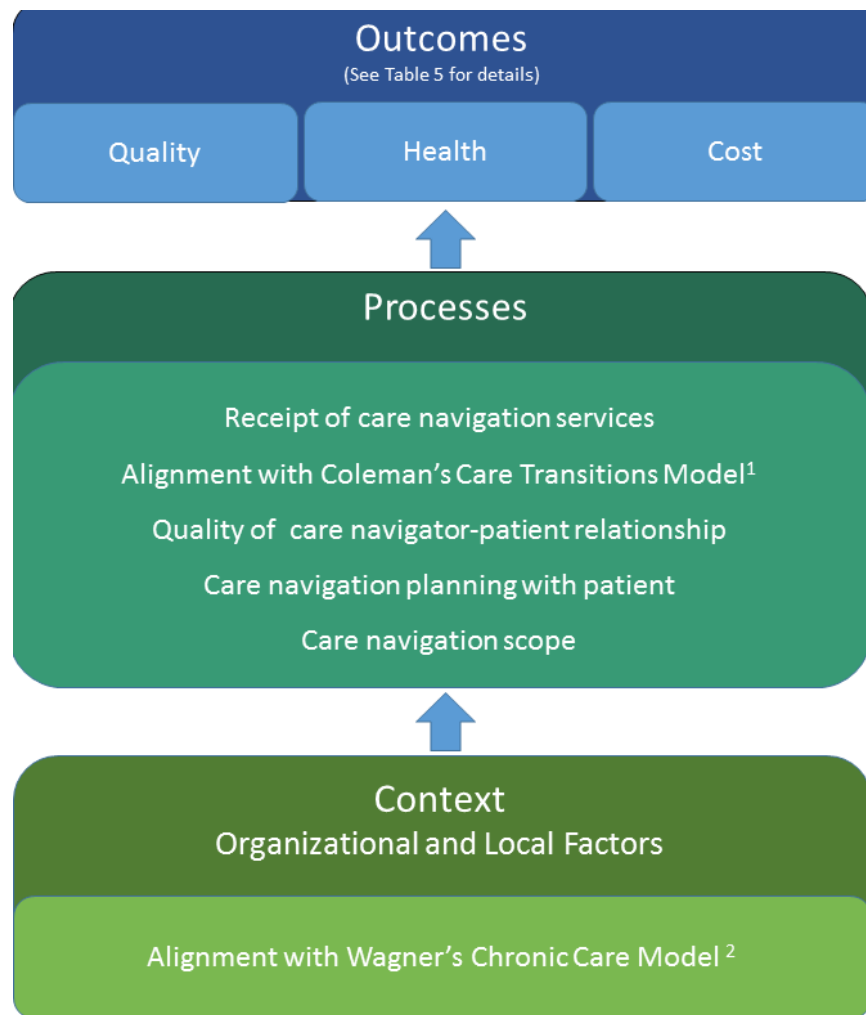 Outcomes
(See Table 5 for details)
Quality
Health
Cost
Processes
Receipt of care navigation services
Alignment with Coleman's Care Transitions Model1
Quality of care navigator-patient relationship
Care navigation planning with patient
Care navigation scope
Context
Organizational and Local Factors
Alignment with Wagner's Chronic Care Model 2